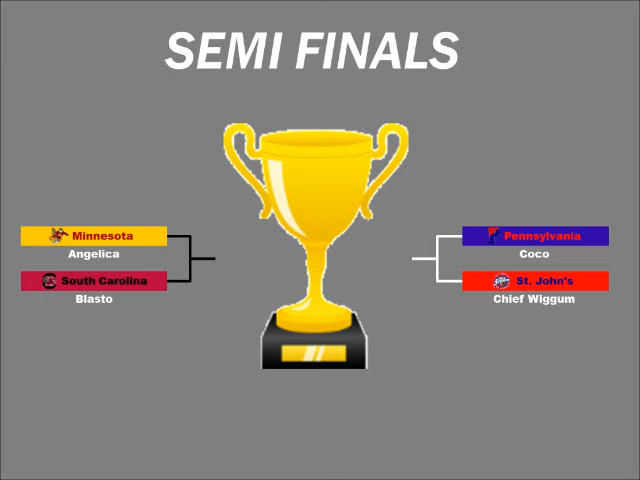 SEMI FINALS
Minnesota
Angelica
South Carolina
Blasto
Pennsylvania
Coco
St. John's
Chief Wiggum